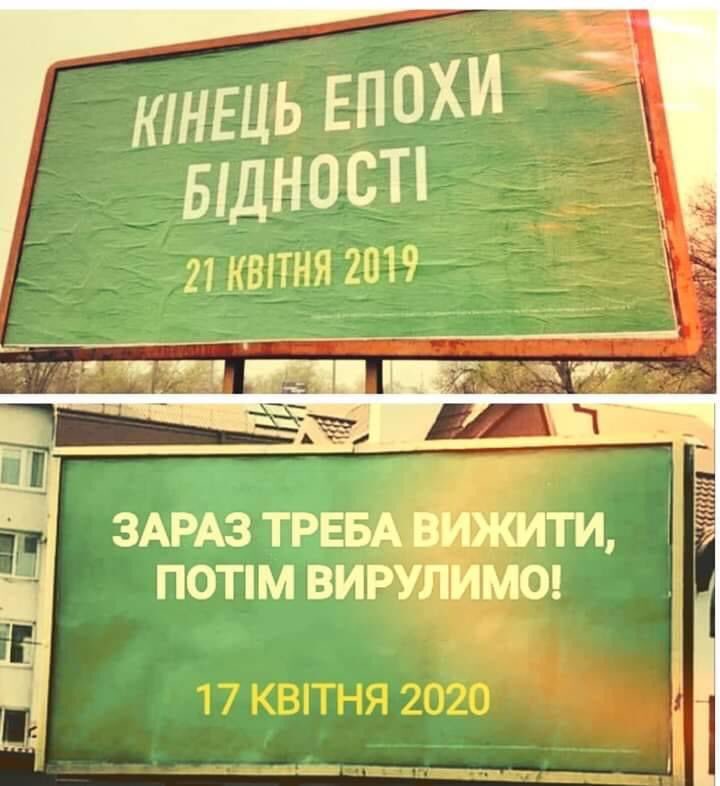 КІНЕЦЬ ЕПОХИ
БІДНОСТІ
21 КВІТНЯ 2019
ЗАРАЗ ТРЕБА ВИЖИТИ,
ПОТІМ ВИРУЛИМО!
17 КВІТНЯ 2020